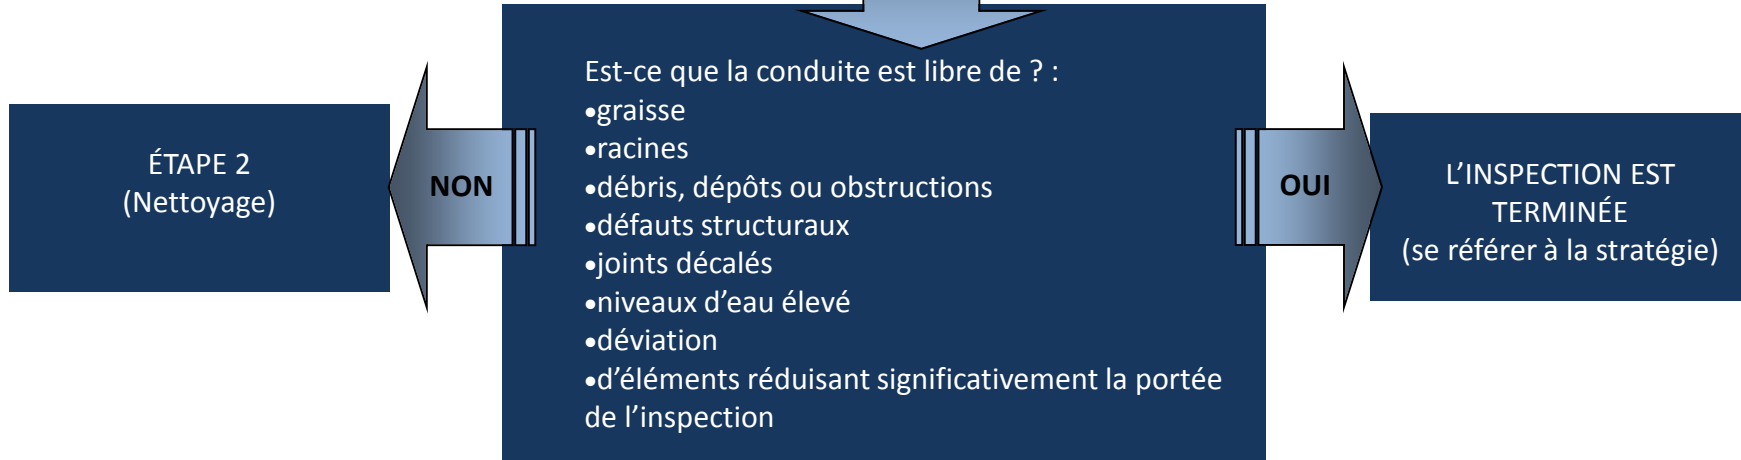 ÉTAPE 2
(Nettoyage)
NON
Est-ce que la conduite est libre de ? :
•graisse
•racines
•débris, dépôts ou obstructions
•défauts structuraux
•joints décalés
•niveaux d’eau élevé
•déviation
•d’éléments réduisant significativement la portée
de l’inspection
OUI
L’INSPECTION EST
TERMINÉE
(se référer à la stratégie)